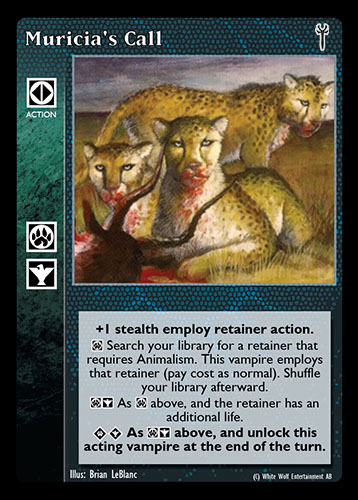 Muricia's Call
ACTION
+1 stealth employ retainer action.
Search your library for a retainer that
requires Animalism. This vampire employs
that retainer (pay cost as normal). Shuffle
your library afterward.
As above, and the retainer has an
additional life.
As above, and unlock this
acting vampire at the end of the turn.
Illus: Brian LeBlanc
(C) White Wolf Entertainment AB